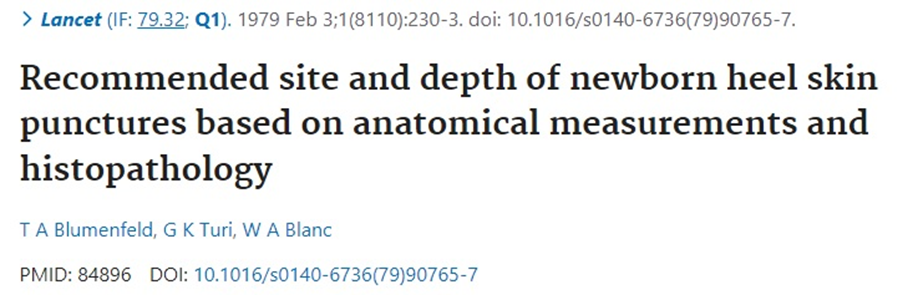 > Lancet (IF: 79.32; Q1). 1979 Feb 3;1(8110):230-3. doi: 10.1016/s0140-6736(79)90765-7.
Recommended site and depth of newborn heel skin
punctures based on anatomical measurements and
histopathology
T A Blumenfeld, G K Turi, W A Blanc
PMID: 84896 DOI: 10.1016/s0140-6736(79)90765-7